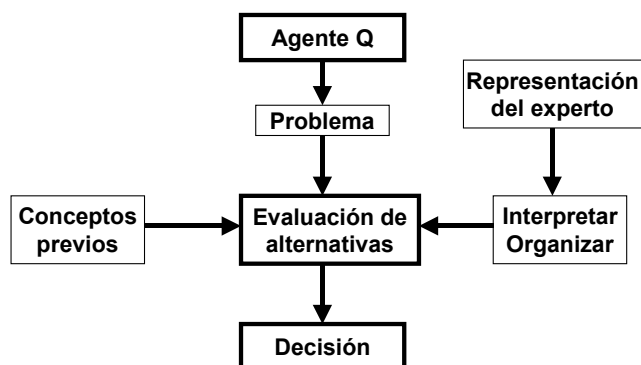 Agente Q
Representación
del experto
Problema
Conceptos
previos
Evaluación de
alternativas
Interpretar
Organizar
Decisión